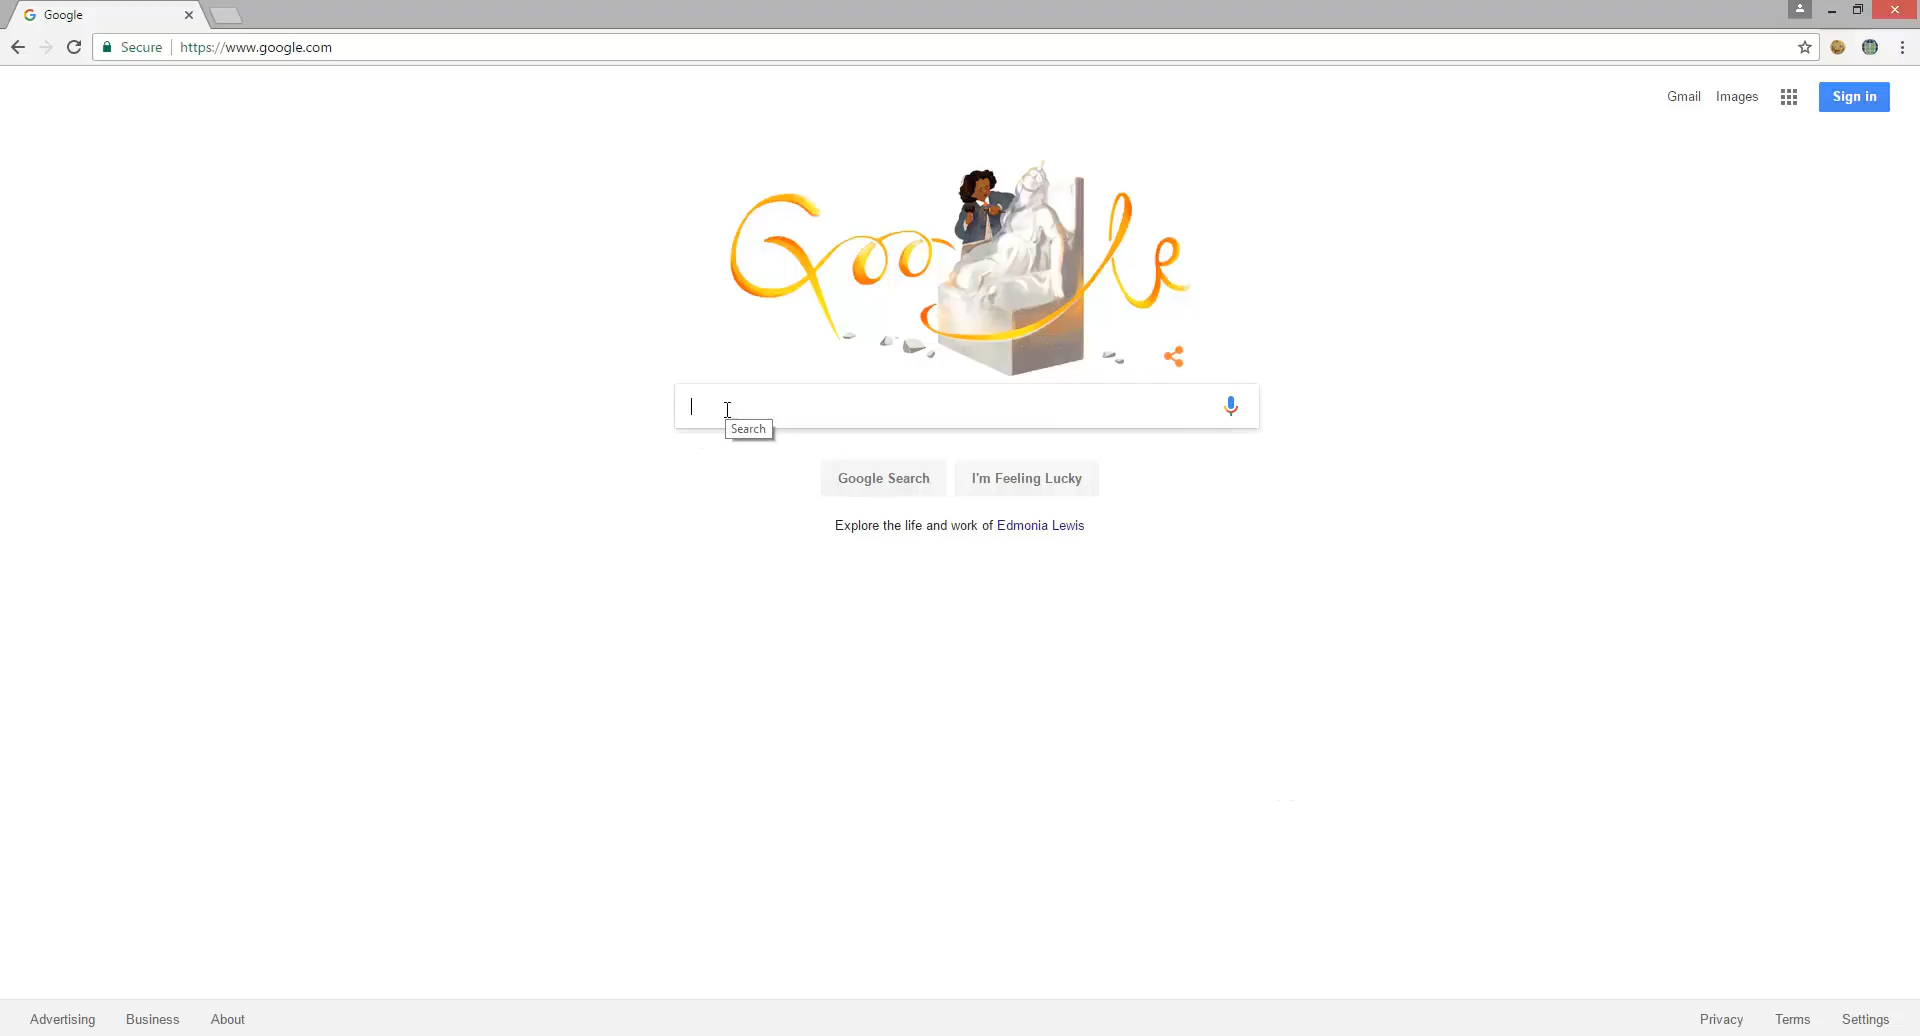 Google
Secure
https://www.google.com
Gmail
Images
Sign in
Google
Search
Google Search
I'm Feeling Lucky
Explore the life and work of Edmonia Lewis
Advertising
Business
About
Privacy
Terms
Settings